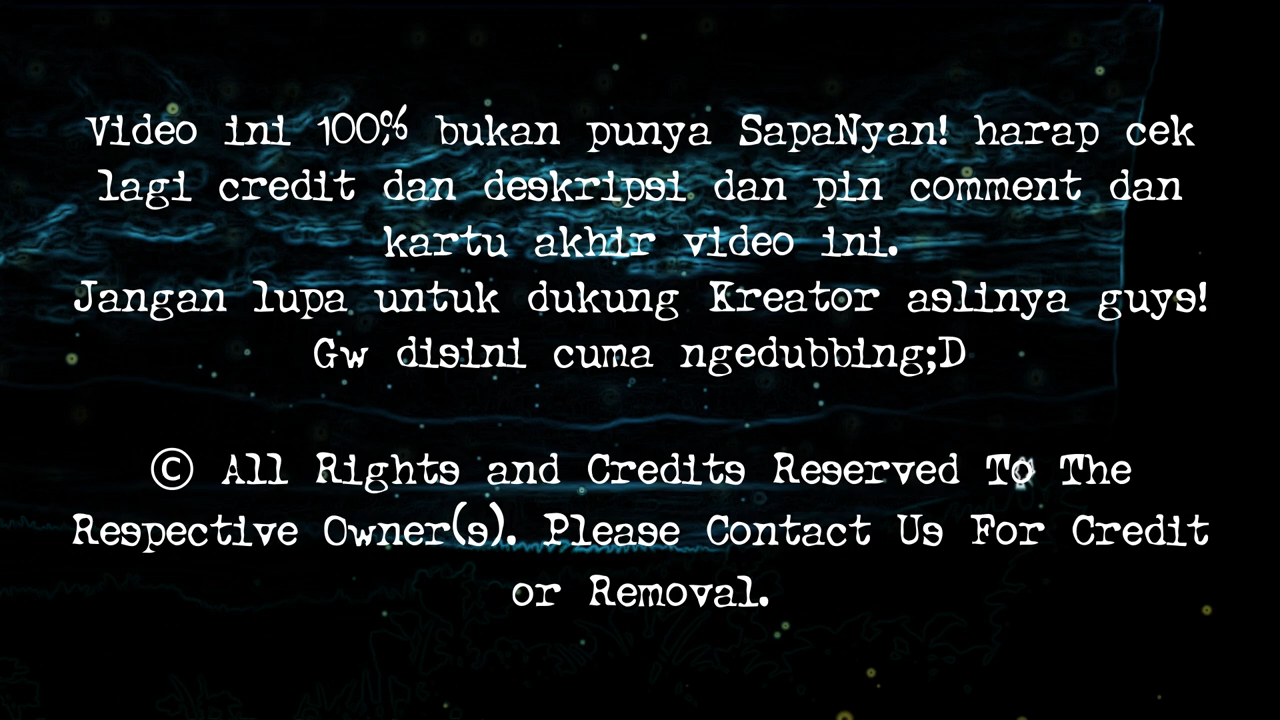 Video ini 100% bukan punya SapaNyan! harap cek
lagi credit dan deskripsi dan pin comment dan
kartu akhir video ini.
Jangan lupa untuk dukung Kreator aslinya guys!
Gw disini cuma ngedubbing;D
© All Rights and Credits Reserved To The
Respective Owner(s). Please Contact Us For Credit
or Removal.